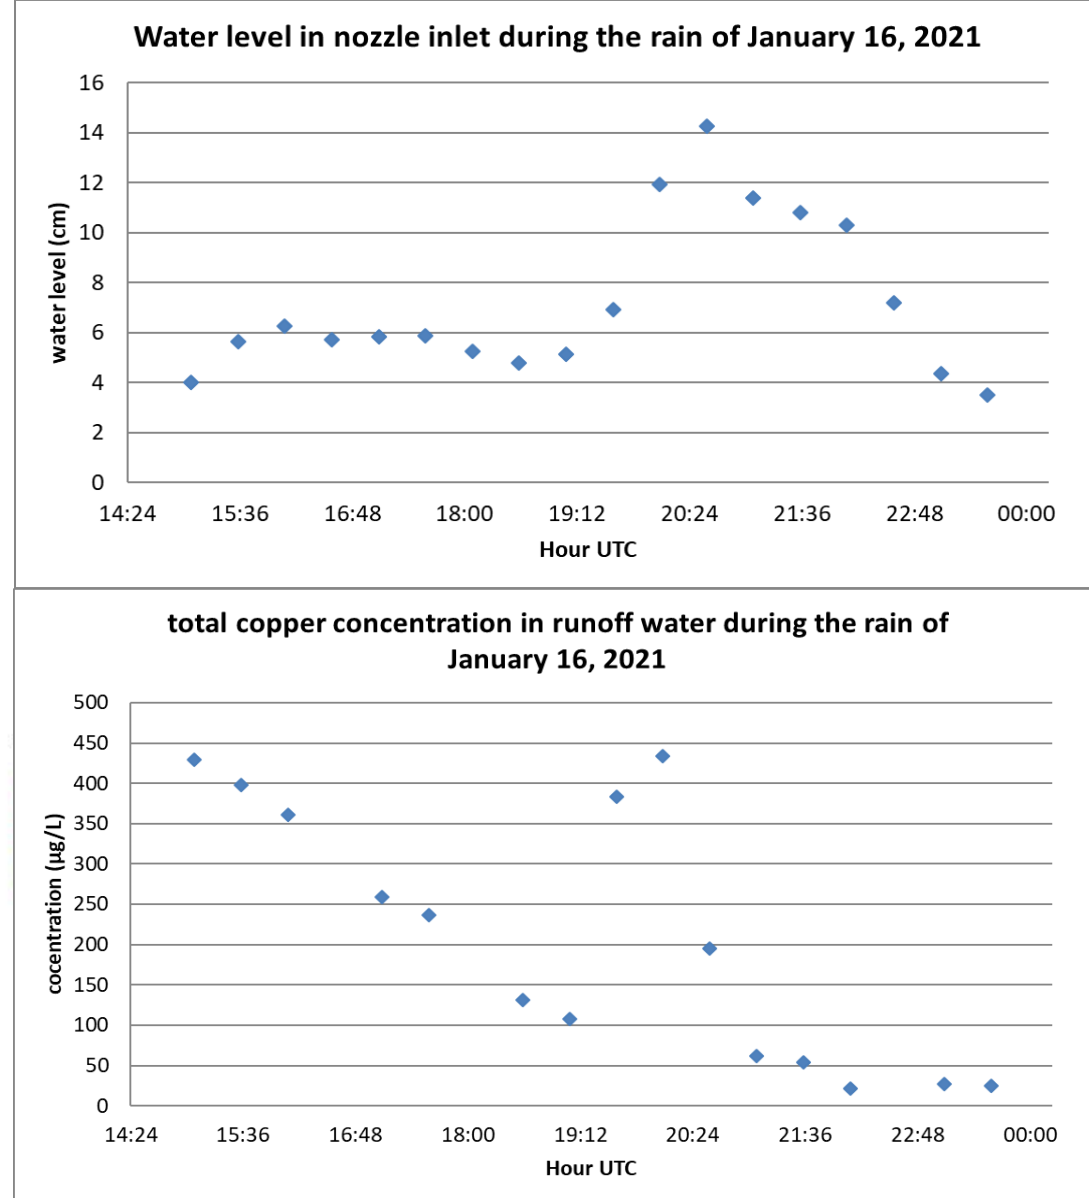 Water level in nozzle inlet during the rain of January 16, 2021
16
14
12
10
8
6
4
2
0
water level (cm)
14:24 15:36 16:48 18:00 19:12 20:24 21:36 22:48 00:00
Hour UTC
total copper concentration in runoff water during the rain of
January 16, 2021
500
450
400
350
300
250
200
150
100
50
0
cocentration (µg/L)
14:24 15:36 16:48 18:00 19:12 20:24 21:36 22:48 00:00
Hour UTC